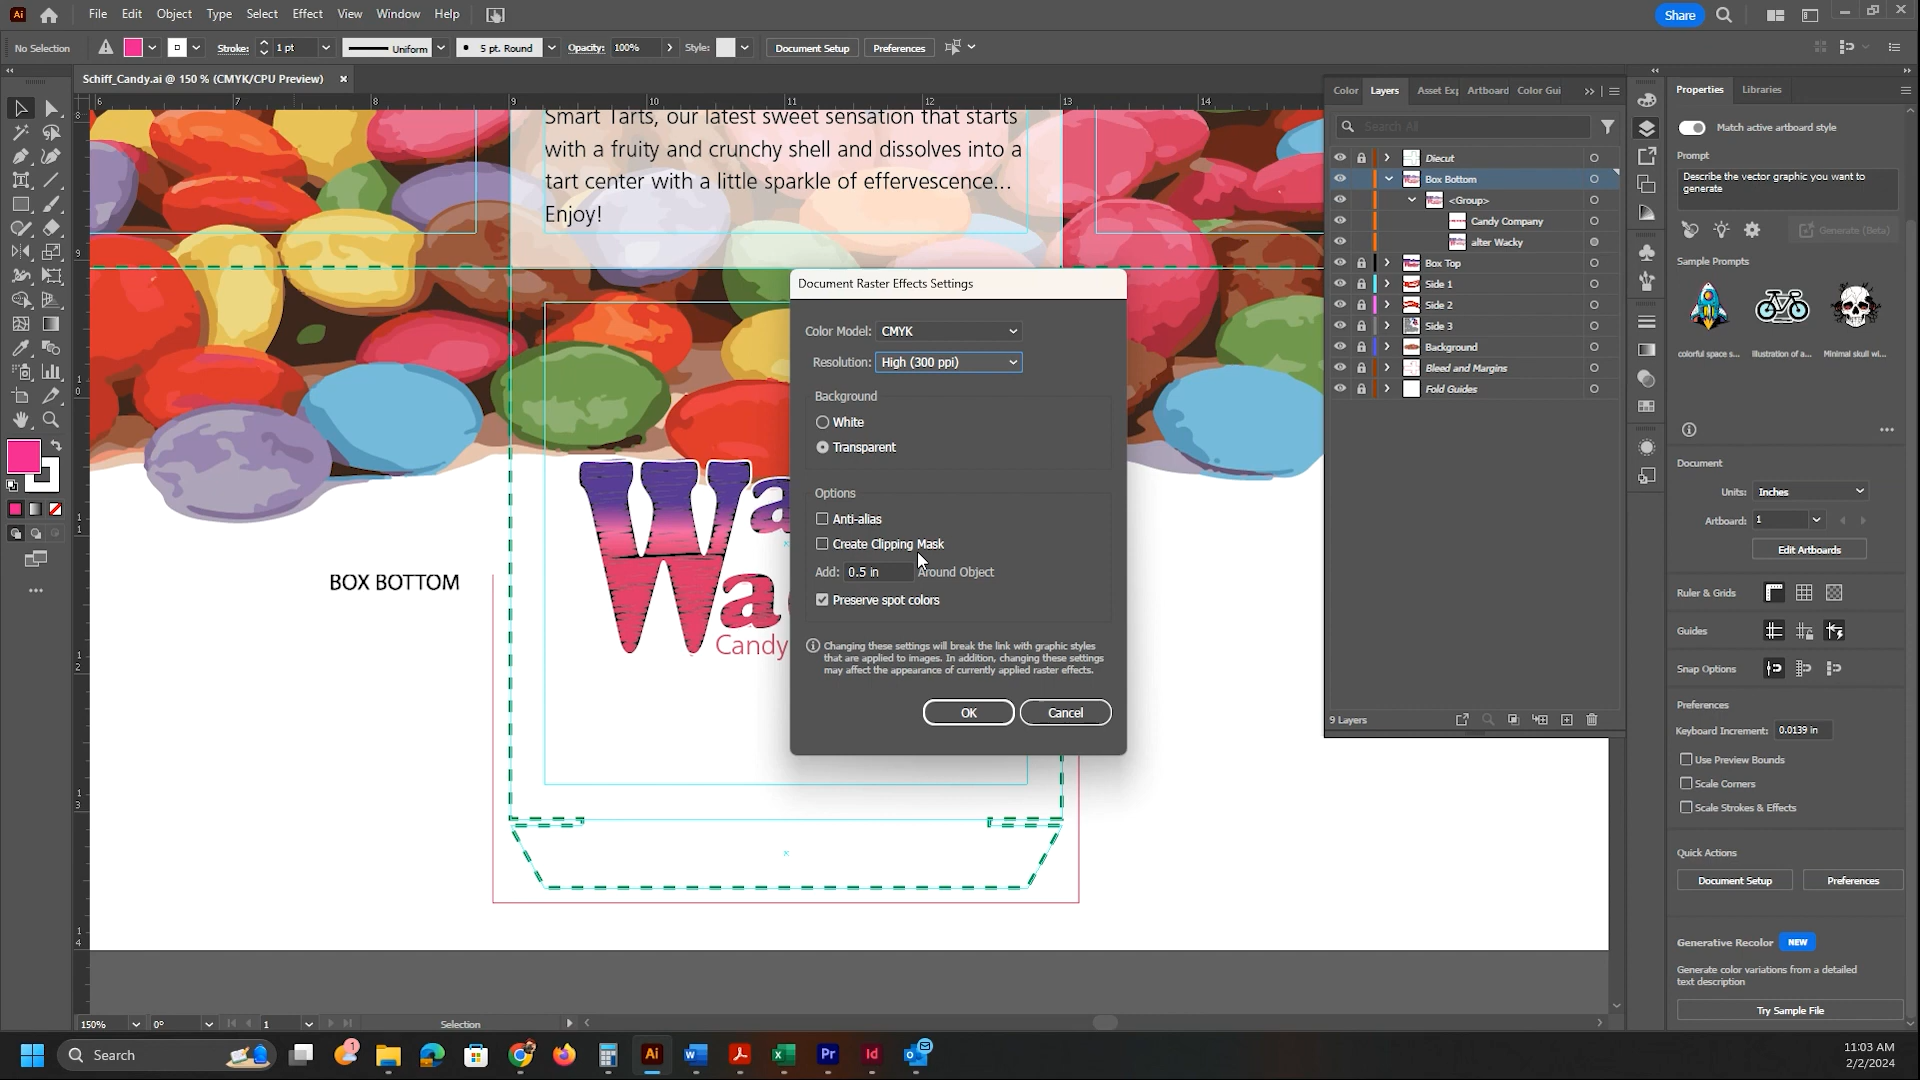 File Edit Object Type Select Effect View Window Help
Share
No Selection
Stroke: 1 pt
Uniform
5 pt. Round
Opacity: 100%
Style:
Document Setup
Preferences
Schiff_Candy.ai @ 150 % (CMYK/CPU Preview)
6 7 8 9 10 11 12 13 14
Smart Tarts, our latest sweet sensation that starts
with a fruity and crunchy shell and dissolves into a
tart center with a little sparkle of effervescence...
Enjoy!
BOX BOTTOM
Wa
Wa
Candy
Document Raster Effects Settings
Color Model: CMYK
Resolution: High (300 ppi)
Background
White
Transparent
Options
Anti-alias
Create Clipping Mask
Add: 0.5 in Around Object
Preserve spot colors
Changing these settings will break the link with graphic styles
that are applied to images. In addition, changing these settings
may affect the appearance of currently applied raster effects.
OK
Cancel
Color Layers Asset Exp Artboard Color Gui
Search All
Diecut
Box Bottom
<Group>
Candy Company
alter Wacky
Box Top
Side 1
Side 2
Side 3
Background
Bleed and Margins
Fold Guides
9 Layers
Properties Libraries
Match active artboard style
Prompt
Describe the vector graphic you want to
generate
Generate (Beta)
Sample Prompts
colorful space s...
Illustration of a...
Minimal skull wi...
Document
Units: Inches
Artboard: 1
Edit Artboards
Ruler & Grids
Guides
Snap Options
Preferences
Keyboard Increment: 0.0139 in
Use Preview Bounds
Scale Corners
Scale Strokes & Effects
Quick Actions
Document Setup
Preferences
Generative Recolor NEW
Generate color variations from a detailed
text description
Try Sample File
150%
0°
1
Selection
Search
11:03 AM
2/2/2024